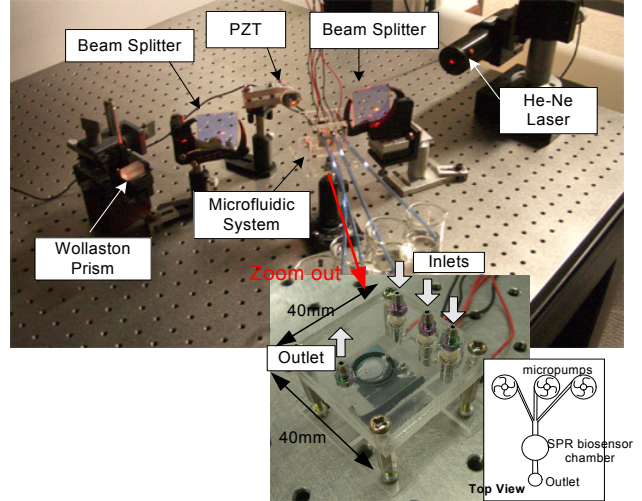 PZT
Beam Splitter
Beam Splitter
He-Ne
Laser
Microfluidic
System
Wollaston
Prism
Zoom out
Inlets
40mm
Outlet
40mm
micropumps
SPR biosensor
chamber
Outlet
Top View